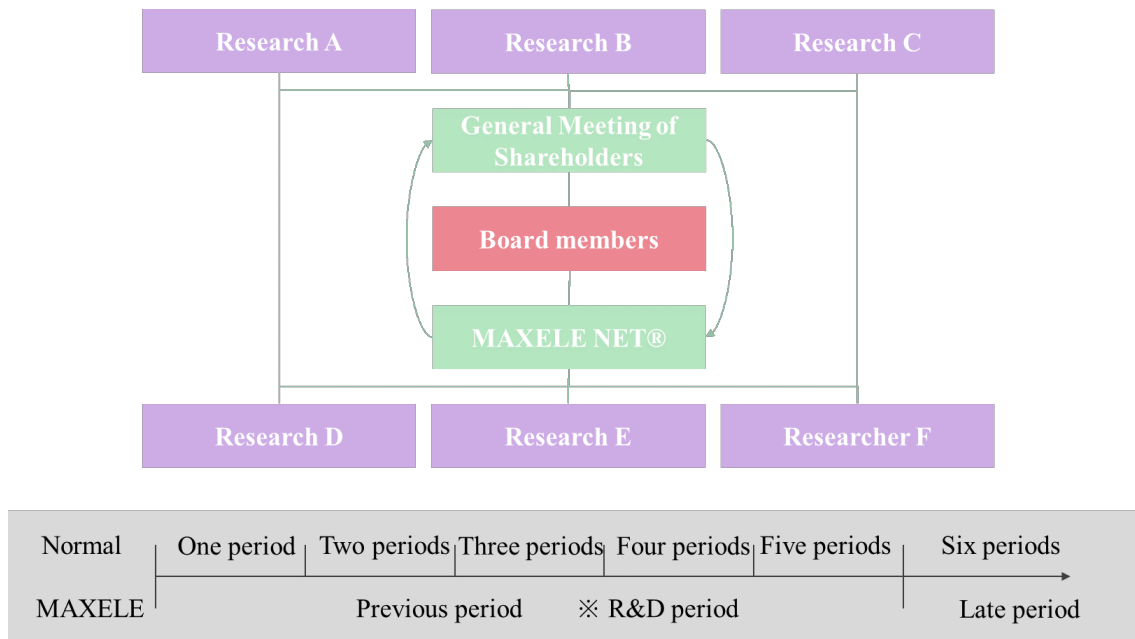 Research A
Research B
Research C
General Meeting of
Shareholders
Board members
MAXELE NET®
Research D
Research E
Researcher F
Normal One period Two periods Three periods Four periods Five periods Six periods
MAXELE Previous period ※ R&D period Late period